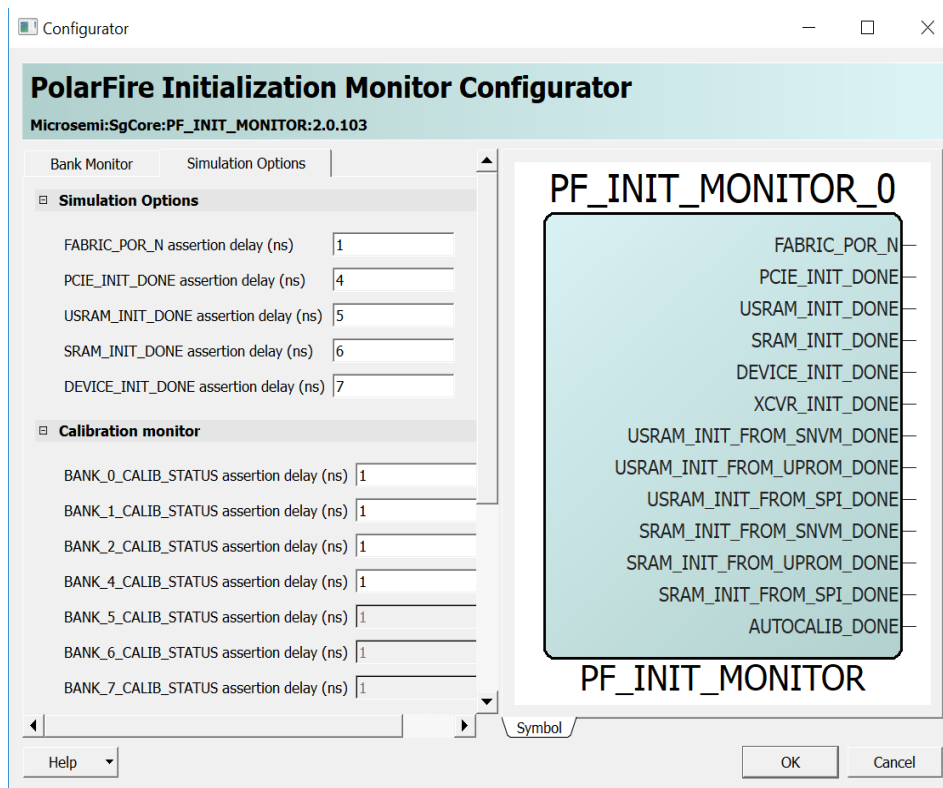 Configurator
PolarFire Initialization Monitor Configurator
Microsemi:SgCore:PF_INIT_MONITOR:2.0.103
Bank Monitor
Simulation Options
Simulation Options
FABRIC_POR_N assertion delay (ns) 1
PCIE_INIT_DONE assertion delay (ns) 4
USRAM_INIT_DONE assertion delay (ns) 5
SRAM_INIT_DONE assertion delay (ns) 6
DEVICE_INIT_DONE assertion delay (ns) 7
Calibration monitor
BANK_0_CALIB_STATUS assertion delay (ns) 1
BANK_1_CALIB_STATUS assertion delay (ns) 1
BANK_2_CALIB_STATUS assertion delay (ns) 1
BANK_4_CALIB_STATUS assertion delay (ns) 1
BANK_5_CALIB_STATUS assertion delay (ns) 1
BANK_6_CALIB_STATUS assertion delay (ns) 1
BANK_7_CALIB_STATUS assertion delay (ns) 1
PF_INIT_MONITOR_0
FABRIC_POR_N
PCIE_INIT_DONE
USRAM_INIT_DONE
SRAM_INIT_DONE
DEVICE_INIT_DONE
XCVR_INIT_DONE
USRAM_INIT_FROM_SNVM_DONE
USRAM_INIT_FROM_UPROM_DONE
USRAM_INIT_FROM_SPI_DONE
SRAM_INIT_FROM_SNVM_DONE
SRAM_INIT_FROM_UPROM_DONE
SRAM_INIT_FROM_SPI_DONE
AUTOCALIB_DONE
PF_INIT_MONITOR
Symbol
Help
OK
Cancel